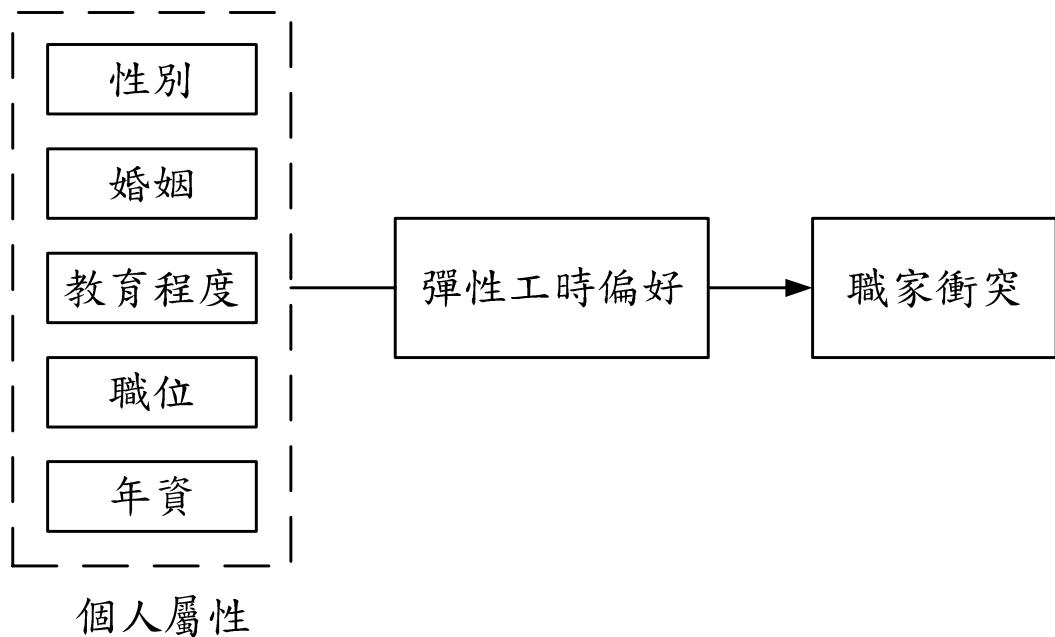 性別
婚姻
教育程度
職位
年資
個人屬性
彈性工時偏好
職家衝突